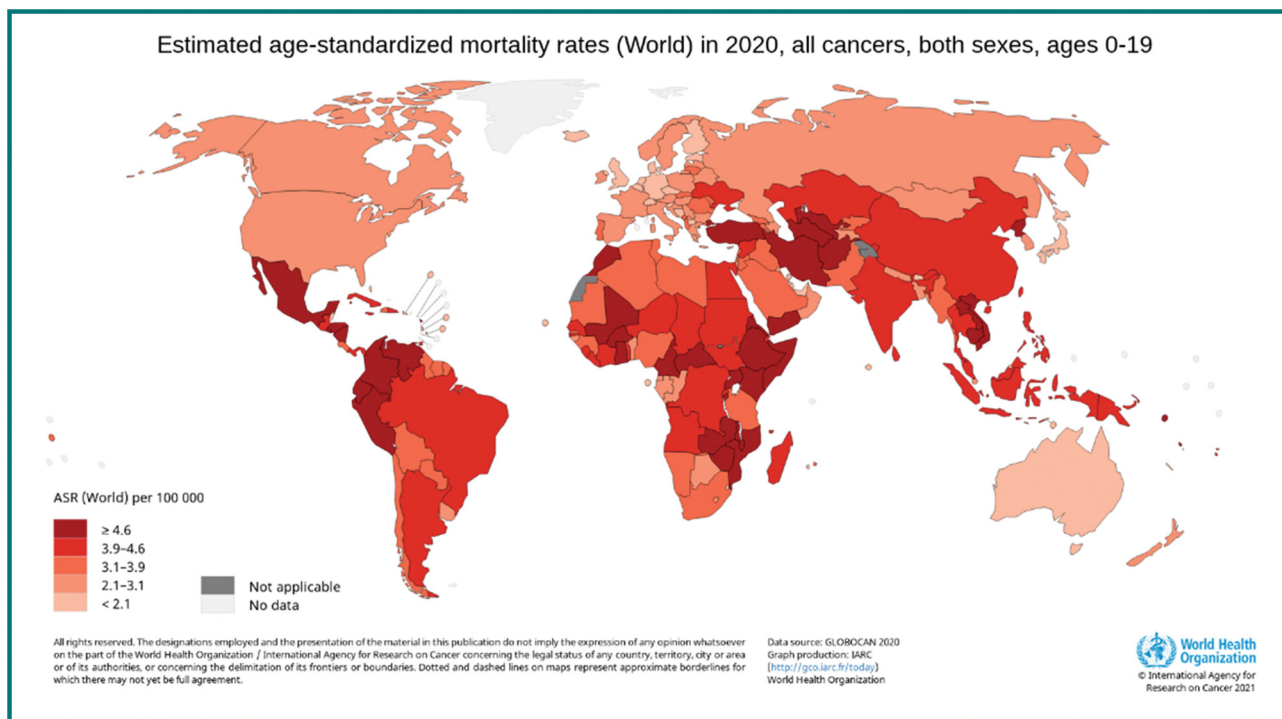 Estimated age-standardized mortality rates (World) in 2020, all cancers, both sexes, ages 0-19
ASR (World) per 100 000
≥ 4.6
3.9–4.6
3.1–3.9
2.1–3.1
< 2.1
Not applicable
No data
All rights reserved. The designations employed and the presentation of the material in this publication do not imply the expression of any opinion whatsoever
on the part of the World Health Organization / International Agency for Research on Cancer concerning the legal status of any country, territory, city or area
or of its authorities, or concerning the delimitation of its frontiers or boundaries. Dotted and dashed lines on maps represent approximate borderlines for
which there may not yet be full agreement.
Data source: GLOBOCAN 2020
Graph production: IARC
(http://gco.iarc.fr/today)
World Health Organization
World Health
Organization
© International Agency for
Research on Cancer 2021